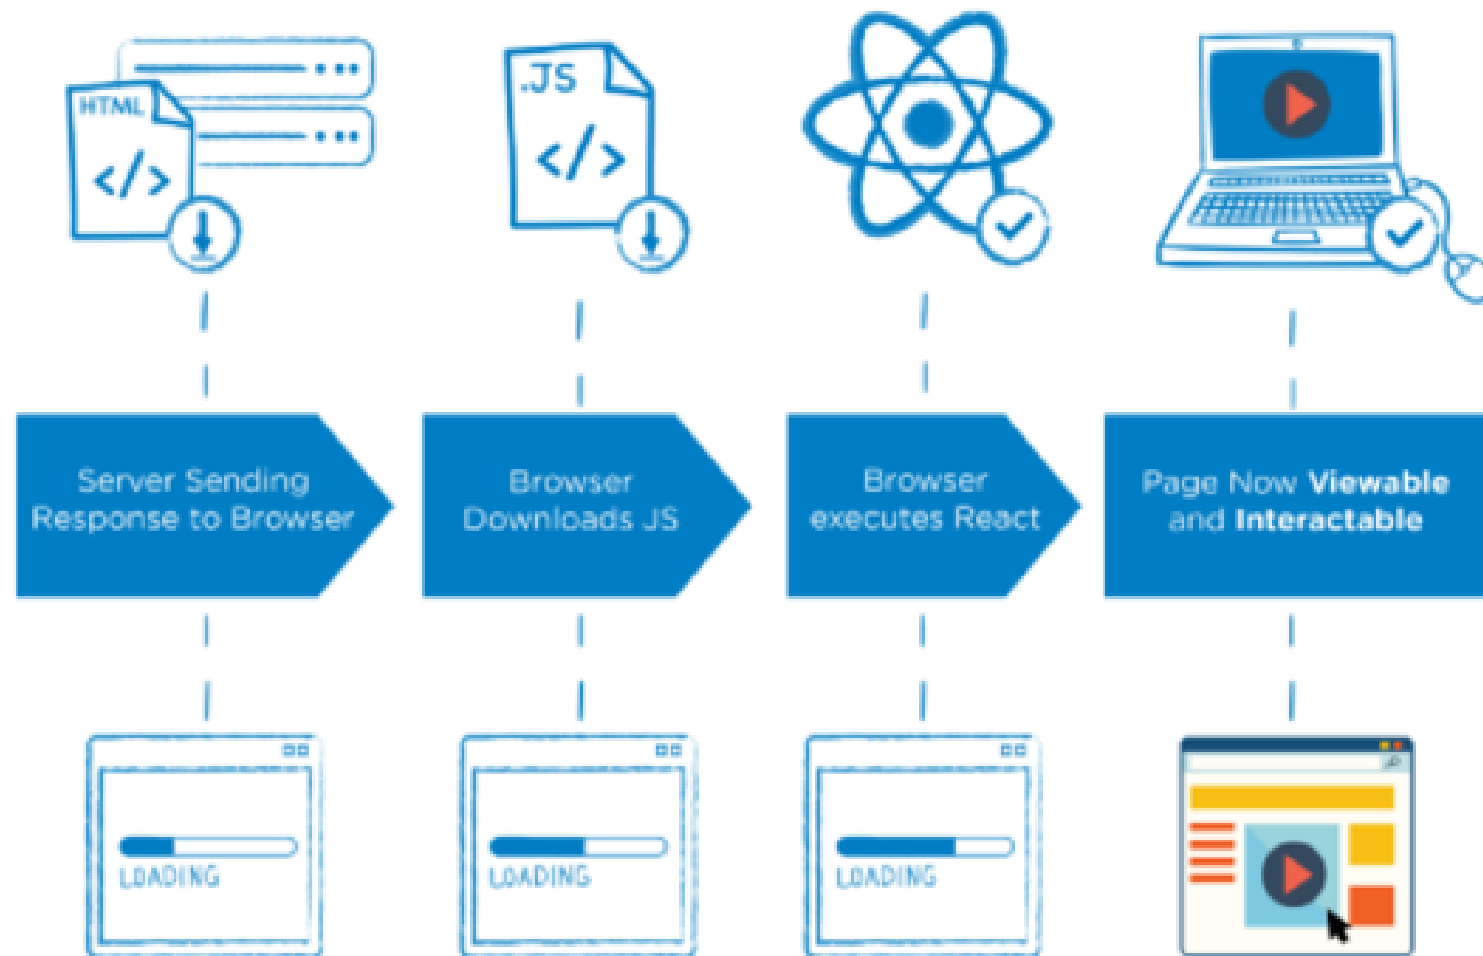 HTML
</>
.JS
</>
Server Sending
Response to Browser
Browser
Downloads JS
Browser
executes React
Page Now Viewable
and Interactable
LOADING
LOADING
LOADING